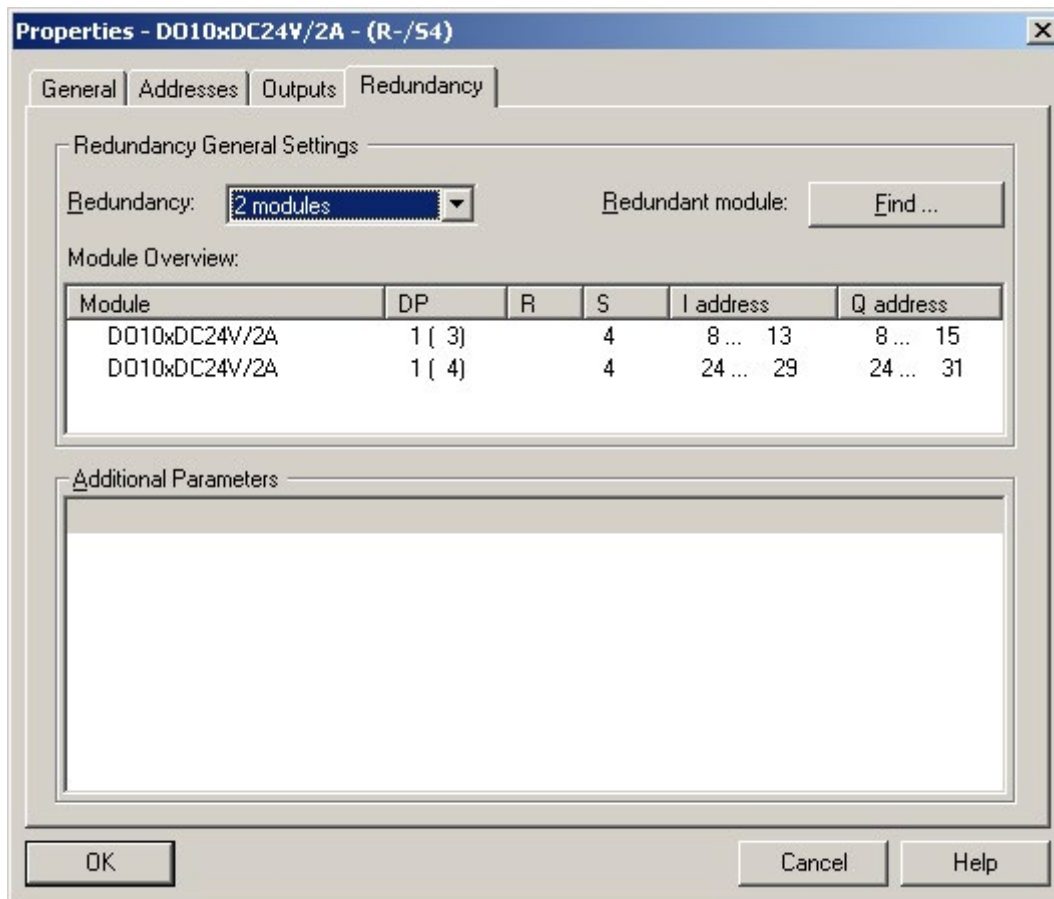 Properties - DO10xDC24V/2A - (R-/S4)
General Addresses Outputs Redundancy
Redundancy General Settings
Redundancy: 2 modules Redundant module: Find ...
Module Overview:
Module DP R S I address Q address
DO10xDC24V/2A 1 ( 3) 4 8 ... 13 8 ... 15
DO10xDC24V/2A 1 ( 4) 4 24 ... 29 24 ... 31
Additional Parameters
OK Cancel Help